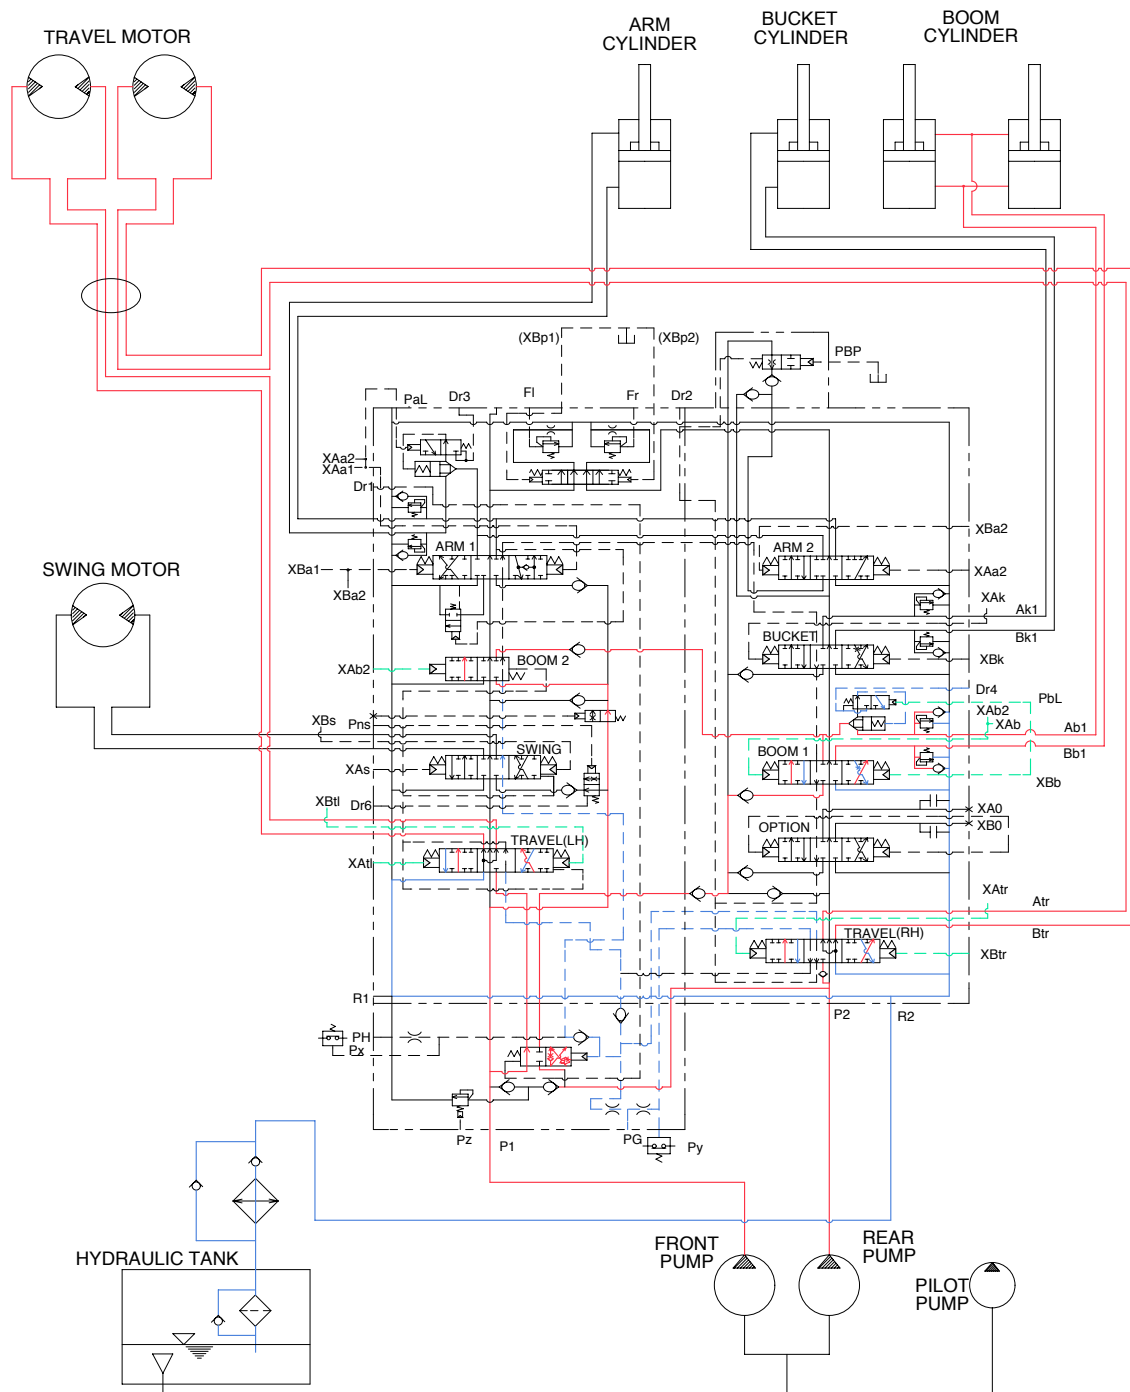 TRAVEL MOTOR
ARM
CYLINDER
BUCKET
CYLINDER
BOOM
CYLINDER
(XBp1)
(XBp2)
PBP
PaL
Dr3
Fl
Fr
Dr2
XAa2
XAa1
Dr1
XBa2
SWING MOTOR
XBa1
ARM 1
ARM 2
XAa2
XBa2
XAk
Ak1
BUCKET
Bk1
XAb2
BOOM 2
XBk
Dr4
PbL
XBs
Pns
XAb2
XAb
Ab1
SWING
BOOM 1
Bb1
XAs
XBb
XBtl
Dr6
XA0
XB0
TRAVEL(LH)
OPTION
XAtl
XAtr
Atr
TRAVEL(RH)
Btr
XBtr
R1
P2
R2
PH
Px
Pz
P1
PG
Py
HYDRAULIC TANK
FRONT
PUMP
REAR
PUMP
PILOT
PUMP